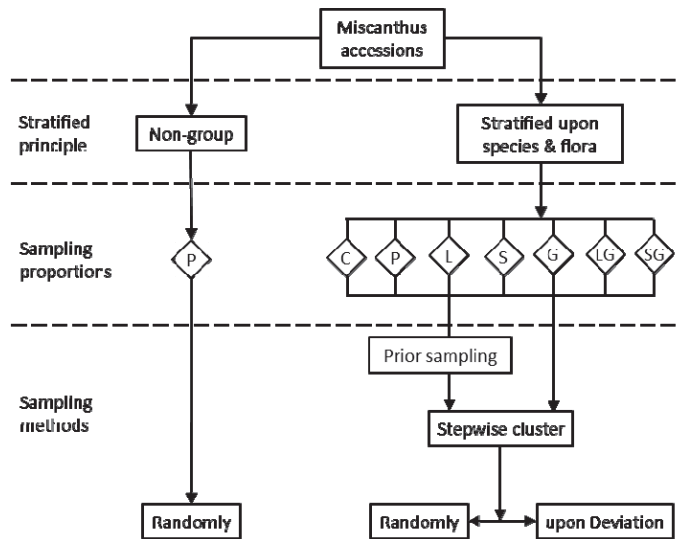 Miscanthus
accessions
Stratified
principle
Non-group
Stratified upon
species & flora
Sampling
proportions
P
C
P
L
S
G
LG
SG
Prior sampling
Sampling
methods
Stepwise cluster
Randomly
Randomly
upon Deviation